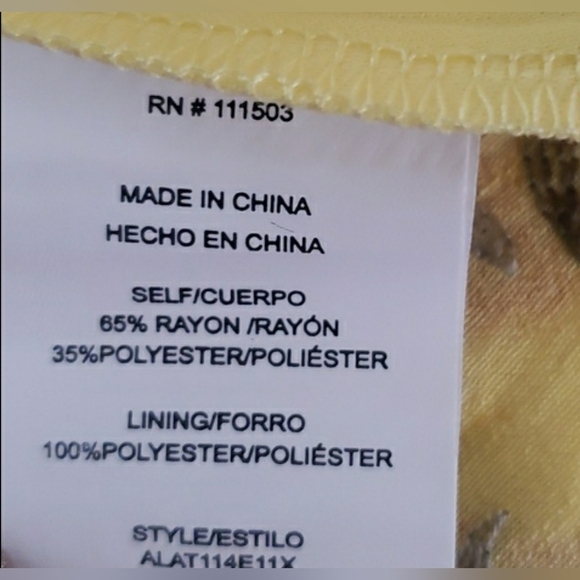 RN # 111503
MADE IN CHINA
HECHO EN CHINA
SELF/CUERPO
65% RAYON /RAYÓN
35%POLYESTER/POLIÉSTER
LINING/FORRO
100%POLYESTER/POLIÉSTER
STYLE/ESTILO
ALAT114E11X